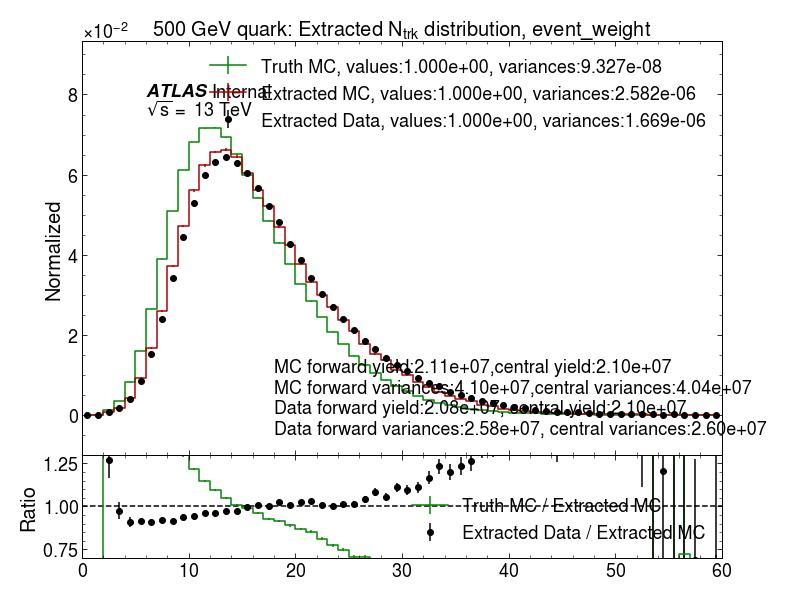 ×10−2 500 GeV quark: Extracted Ntrk distribution, event_weight
Truth MC, values:1.000e+00, variances:9.327e-08
ATLAS Internal
Extracted MC, values:1.000e+00, variances:2.582e-06
√s = 13 TeV
Extracted Data, values:1.000e+00, variances:1.669e-06
8
6
4
2
0
Normalized
MC forward yield:2.11e+07,central yield:2.10e+07
MC forward variances:4.10e+07,central variances:4.04e+07
Data forward yield:2.08e+07, central yield:2.10e+07
Data forward variances:2.58e+07, central variances:2.60e+07
1.25
1.00
0.75
Ratio
Truth MC / Extracted MC
Extracted Data / Extracted MC
0 10 20 30 40 50 60